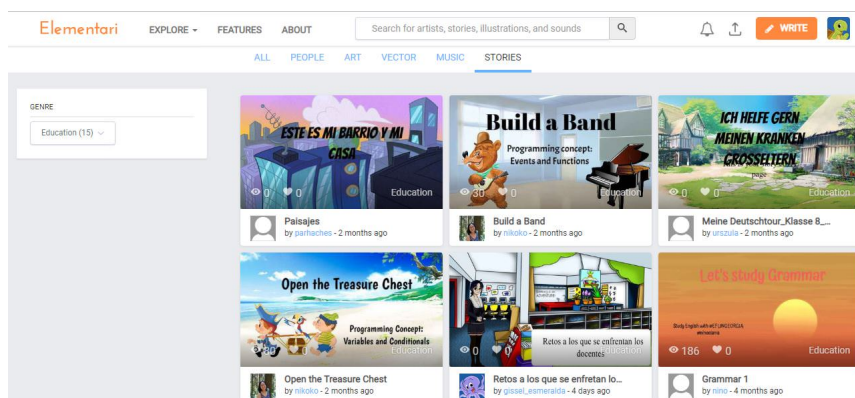 Elementari
EXPLORE
FEATURES
ABOUT
Search for artists, stories, illustrations, and sounds
WRITE
ALL
PEOPLE
ART
VECTOR
MUSIC
STORIES
GENRE
Education (15)
ESTE ES MI BARRIO Y MI
CASA
0
0
Education
Paisajes
by parhaches - 2 months ago
Build a Band
Programming concept:
Events and Functions
30
0
Education
Build a Band
by nikoko - 2 months ago
ICH HELFE GERN
MEINEN KRANKEN
GROSSELTERN
page
0
0
Education
Meine Deutschtour_Klasse 8_...
by urszula - 2 months ago
Open the Treasure Chest
Programming Concept:
Variables and Conditionals
Education
Open the Treasure Chest
by nikoko - 2 months ago
Retos a los que se enfrentan los
docentes
0
0
Education
Retos a los que se enfretan lo...
by gissel_esmeralda - 4 days ago
Let's study Grammar
186
0
Education
Grammar 1
by nino - 4 months ago